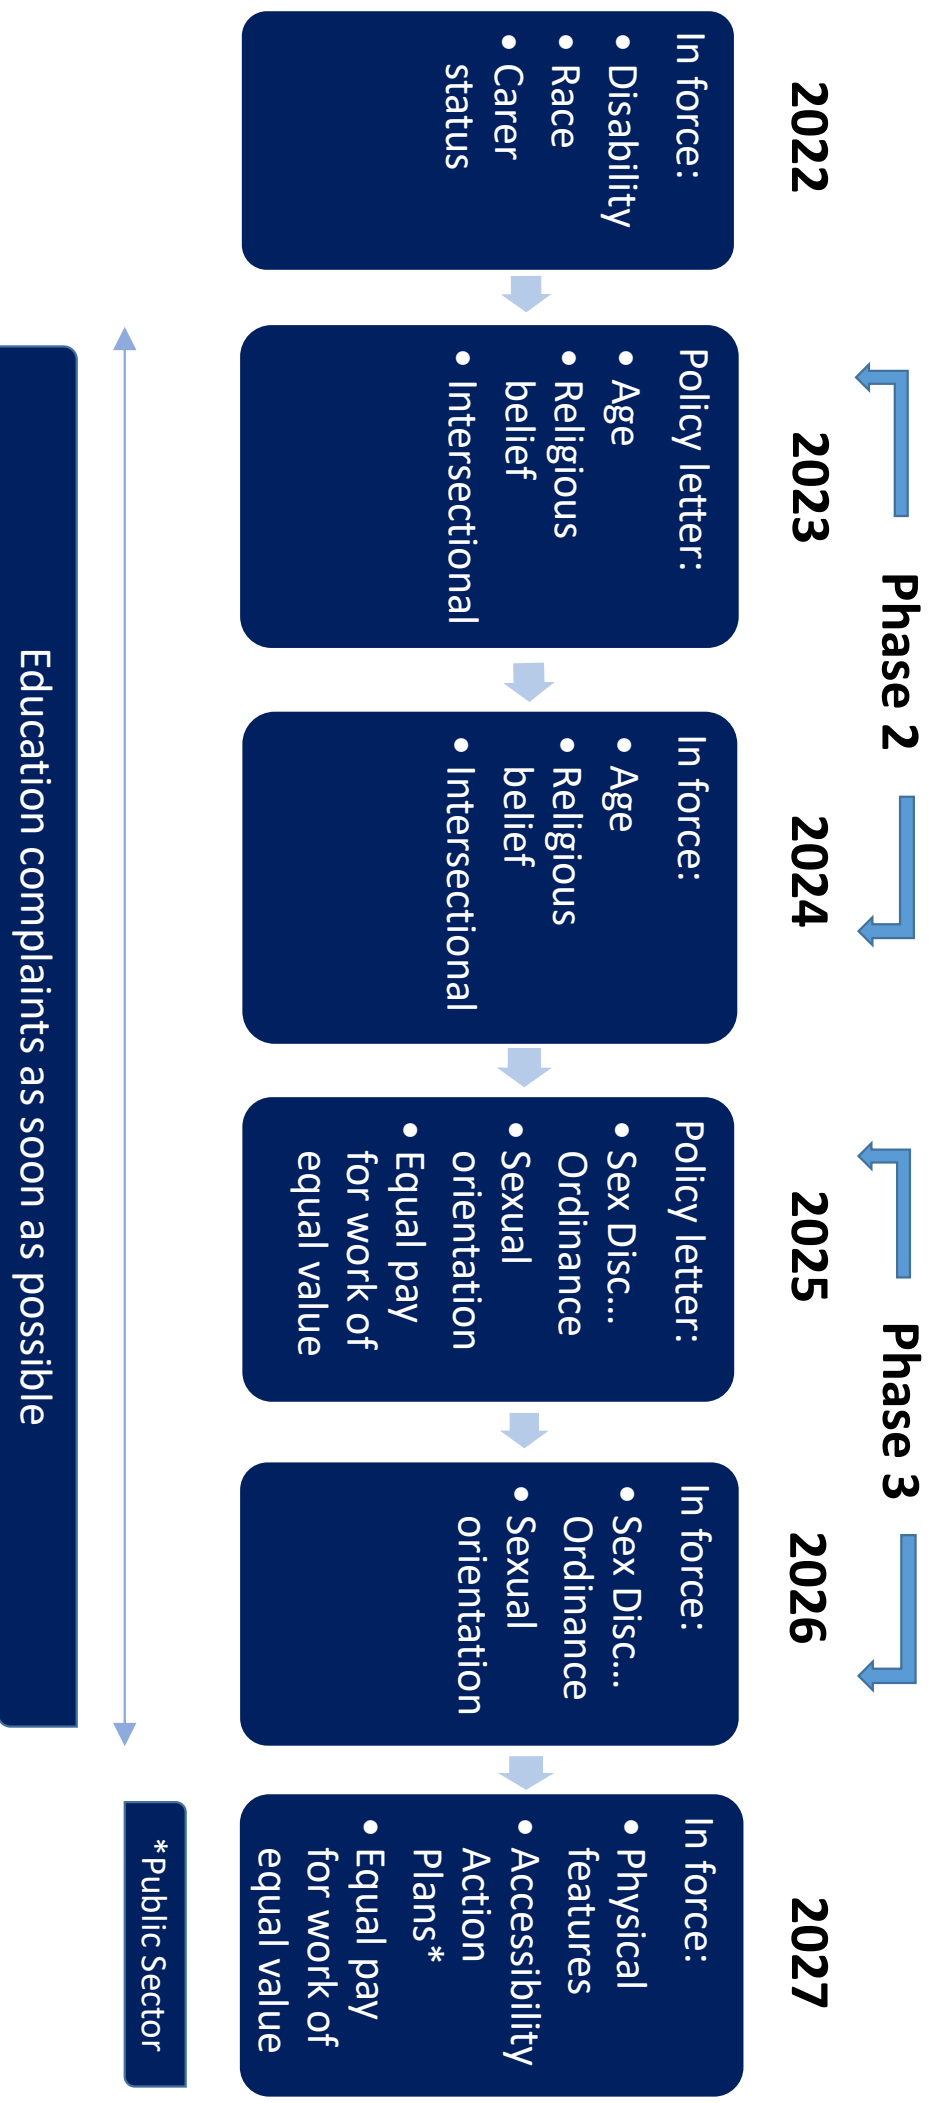 Phase 2
Phase 3
2022
2023
2024
2025
2026
2027
In force:
• Disability
• Race
• Carer
status
Policy letter:
• Age
• Religious
belief
• Intersectional
In force:
• Age
• Religious
belief
• Intersectional
Policy letter:
• Sex Disc...
Ordinance
• Sexual
orientation
• Equal pay
for work of
equal value
In force:
• Sex Disc...
Ordinance
• Sexual
orientation
In force:
• Physical
features
• Accessibility
Action
Plans*
• Equal pay
for work of
equal value
*Public Sector
Education complaints as soon as possible